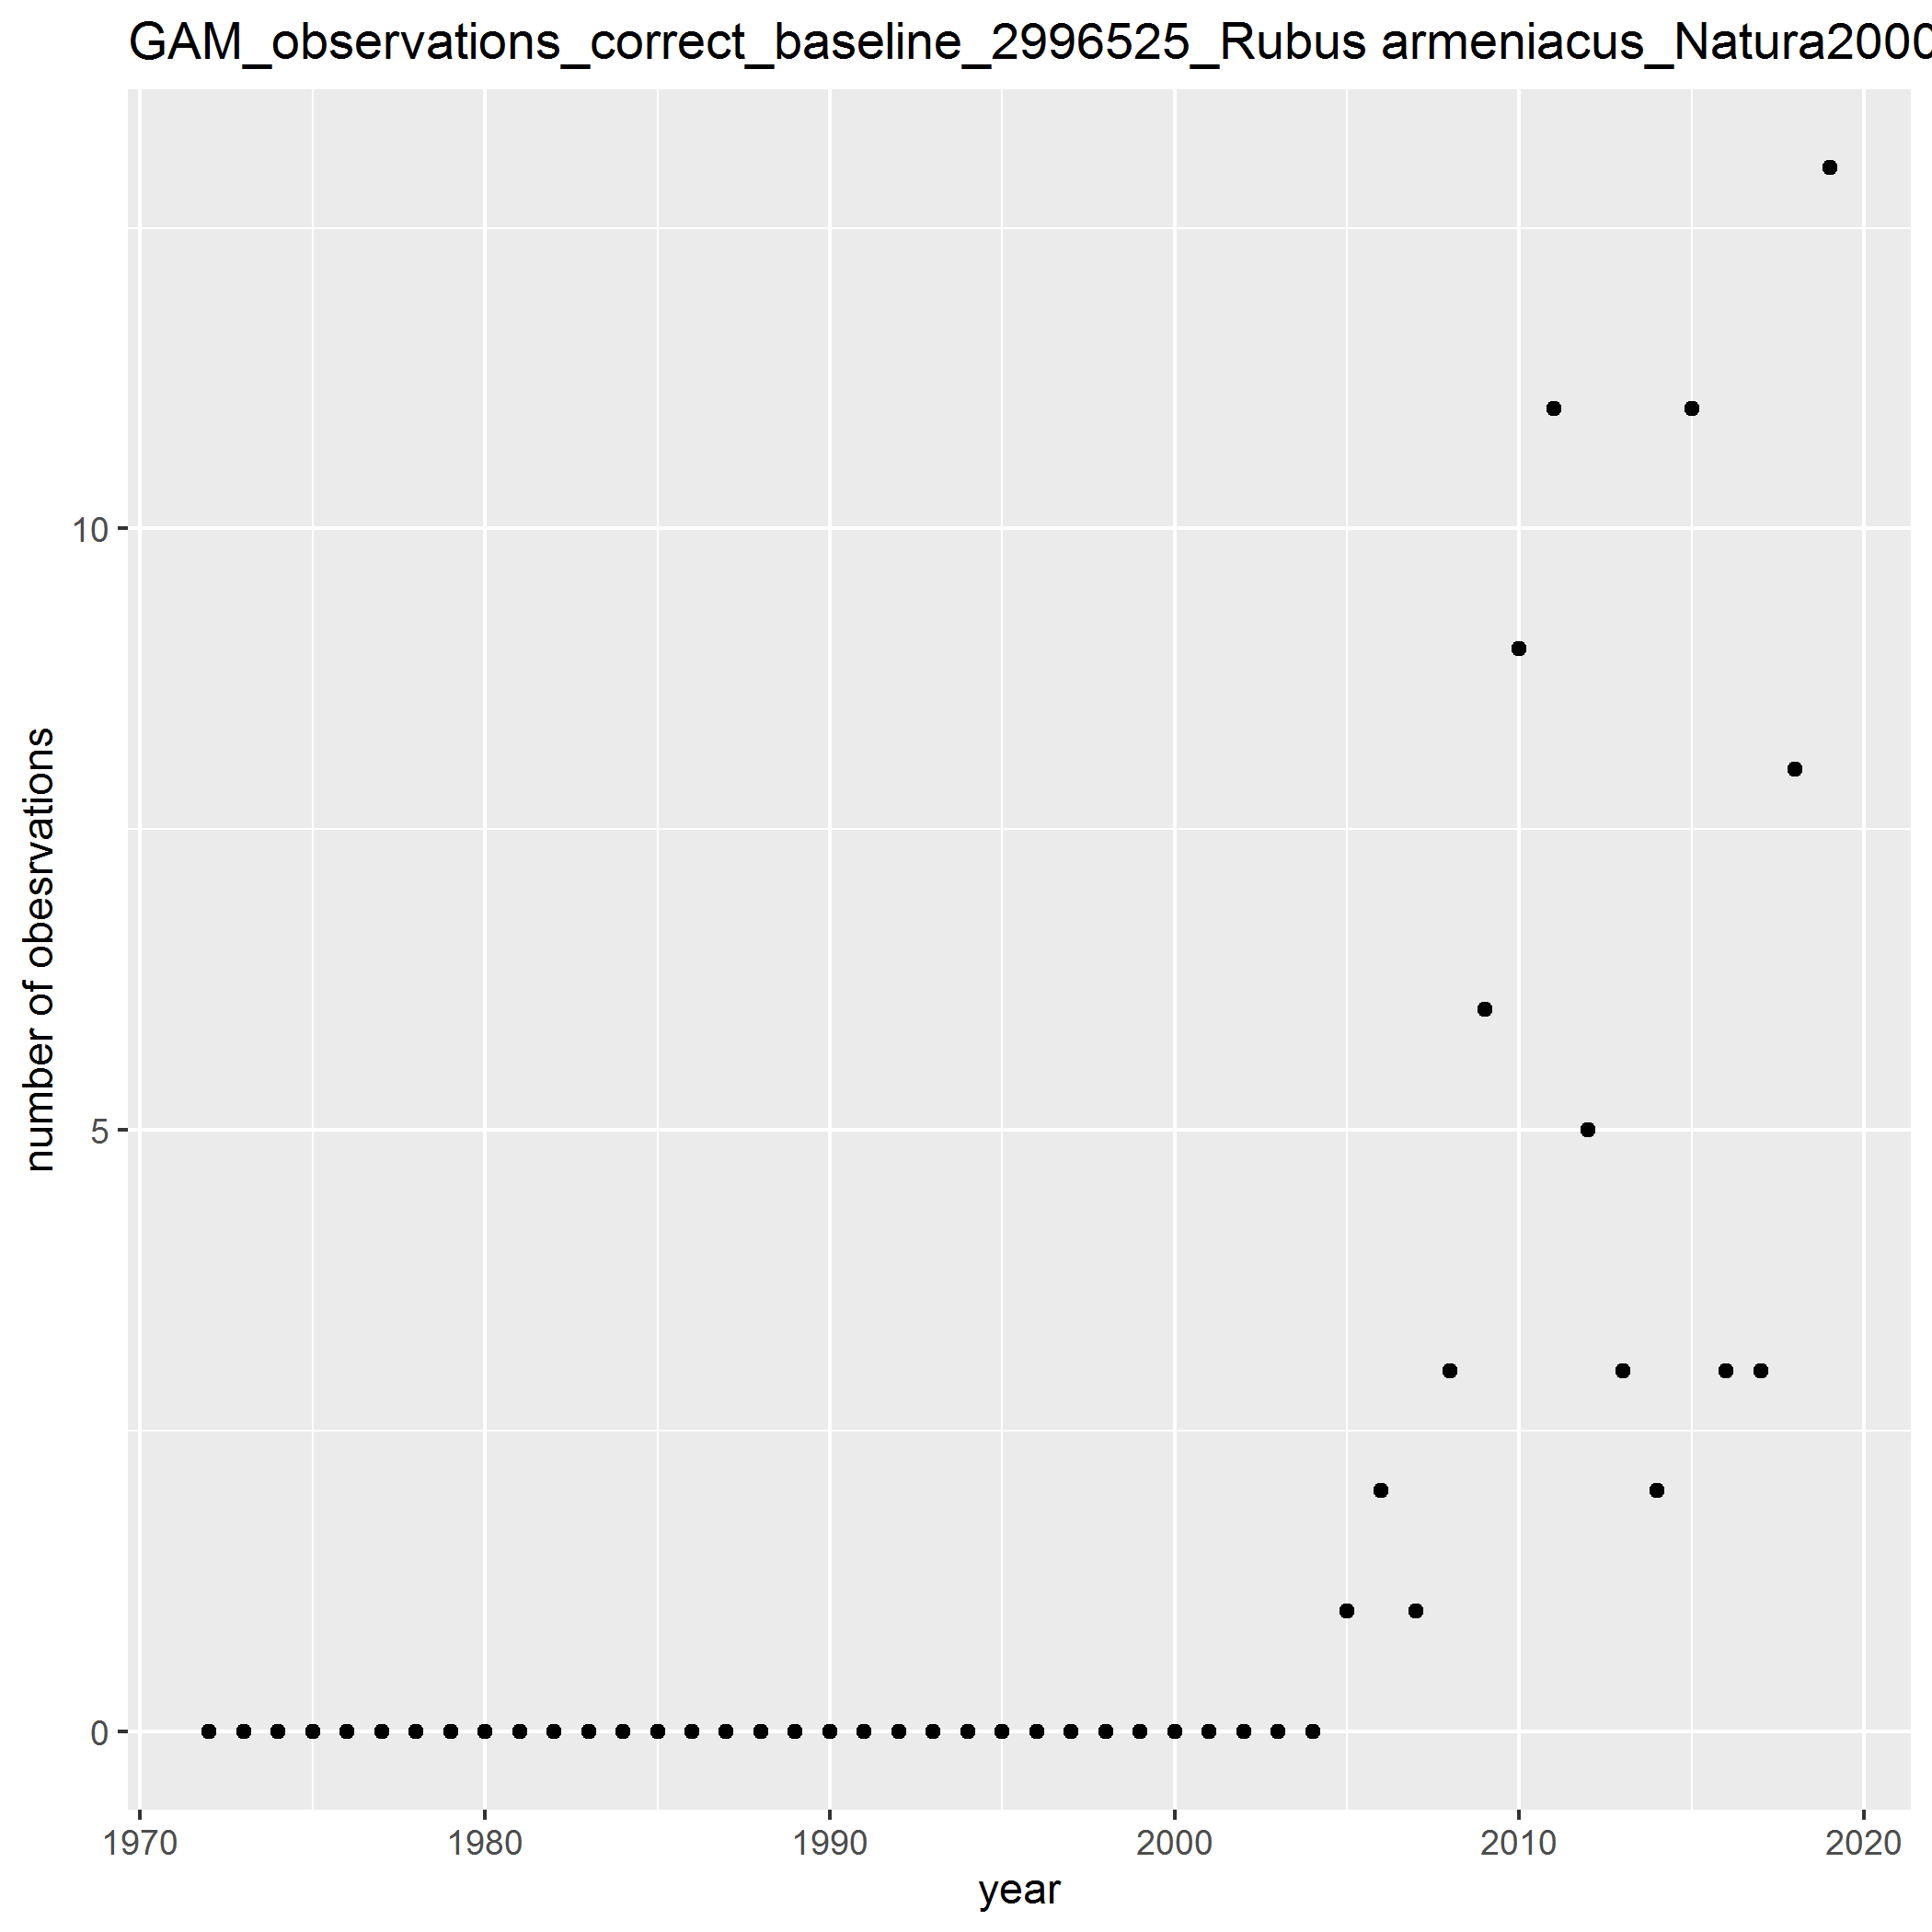 GAM_observations_correct_baseline_2996525_Rubus armeniacus_Natura2000
number of obesrvations
10
5
0
1970 1980 1990 2000 2010 2020
year